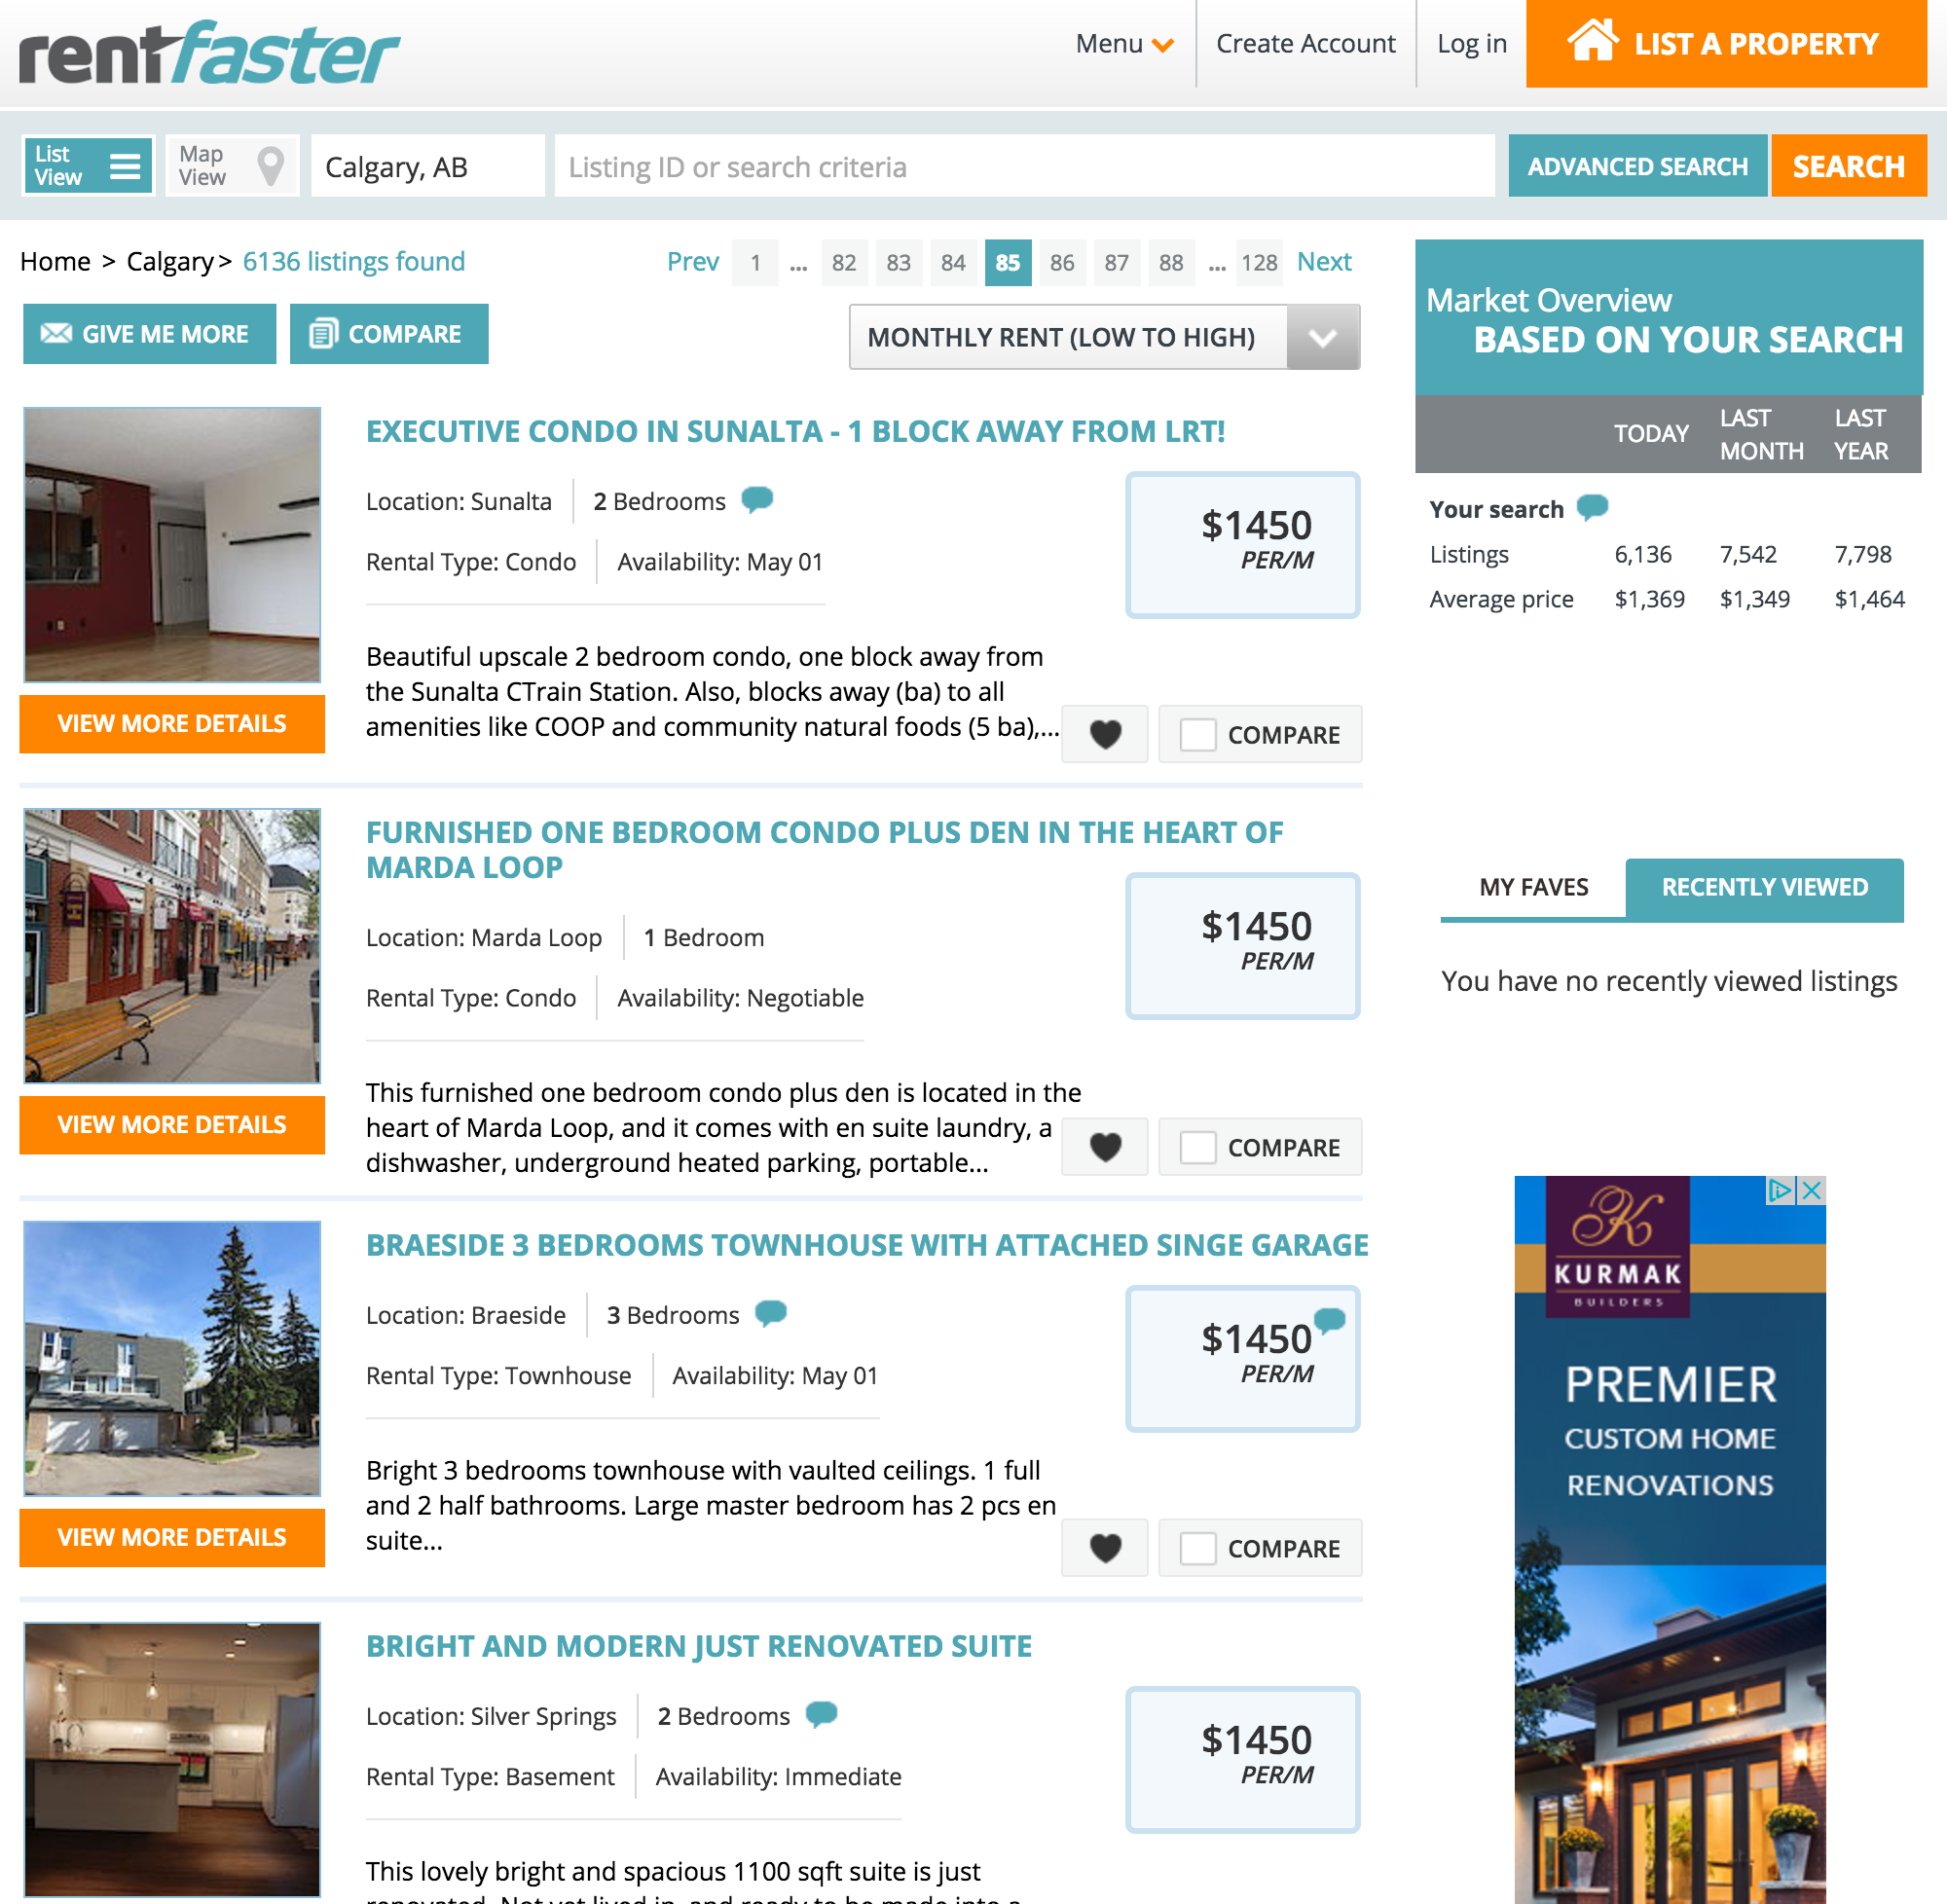 rentfaster
Menu
Create Account
Log in
LIST A PROPERTY
List
View
Map
View
Calgary, AB
Listing ID or search criteria
ADVANCED SEARCH
SEARCH
Home > Calgary > 6136 listings found
Prev 1 ... 82 83 84 85 86 87 88 ... 128 Next
GIVE ME MORE
COMPARE
MONTHLY RENT (LOW TO HIGH)
EXECUTIVE CONDO IN SUNALTA - 1 BLOCK AWAY FROM LRT!
Location: Sunalta 2 Bedrooms
Rental Type: Condo Availability: May 01
$1450
PER/M
Beautiful upscale 2 bedroom condo, one block away from
the Sunalta CTrain Station. Also, blocks away (ba) to all
amenities like COOP and community natural foods (5 ba),...
VIEW MORE DETAILS
COMPARE
FURNISHED ONE BEDROOM CONDO PLUS DEN IN THE HEART OF
MARDA LOOP
Location: Marda Loop 1 Bedroom
Rental Type: Condo Availability: Negotiable
$1450
PER/M
This furnished one bedroom condo plus den is located in the
heart of Marda Loop, and it comes with en suite laundry, a
dishwasher, underground heated parking, portable...
VIEW MORE DETAILS
COMPARE
BRAESIDE 3 BEDROOMS TOWNHOUSE WITH ATTACHED SINGE GARAGE
Location: Braeside 3 Bedrooms
Rental Type: Townhouse Availability: May 01
$1450
PER/M
Bright 3 bedrooms townhouse with vaulted ceilings. 1 full
and 2 half bathrooms. Large master bedroom has 2 pcs en
suite...
VIEW MORE DETAILS
COMPARE
BRIGHT AND MODERN JUST RENOVATED SUITE
Location: Silver Springs 2 Bedrooms
Rental Type: Basement Availability: Immediate
$1450
PER/M
This lovely bright and spacious 1100 sqft suite is just
renovated. Not yet lived in, and ready to be made into a
Market Overview
BASED ON YOUR SEARCH
TODAY LAST MONTH LAST YEAR
Your search
Listings 6,136 7,542 7,798
Average price $1,369 $1,349 $1,464
MY FAVES
RECENTLY VIEWED
You have no recently viewed listings
K
KURMAK
BUILDERS
PREMIER
CUSTOM HOME
RENOVATIONS